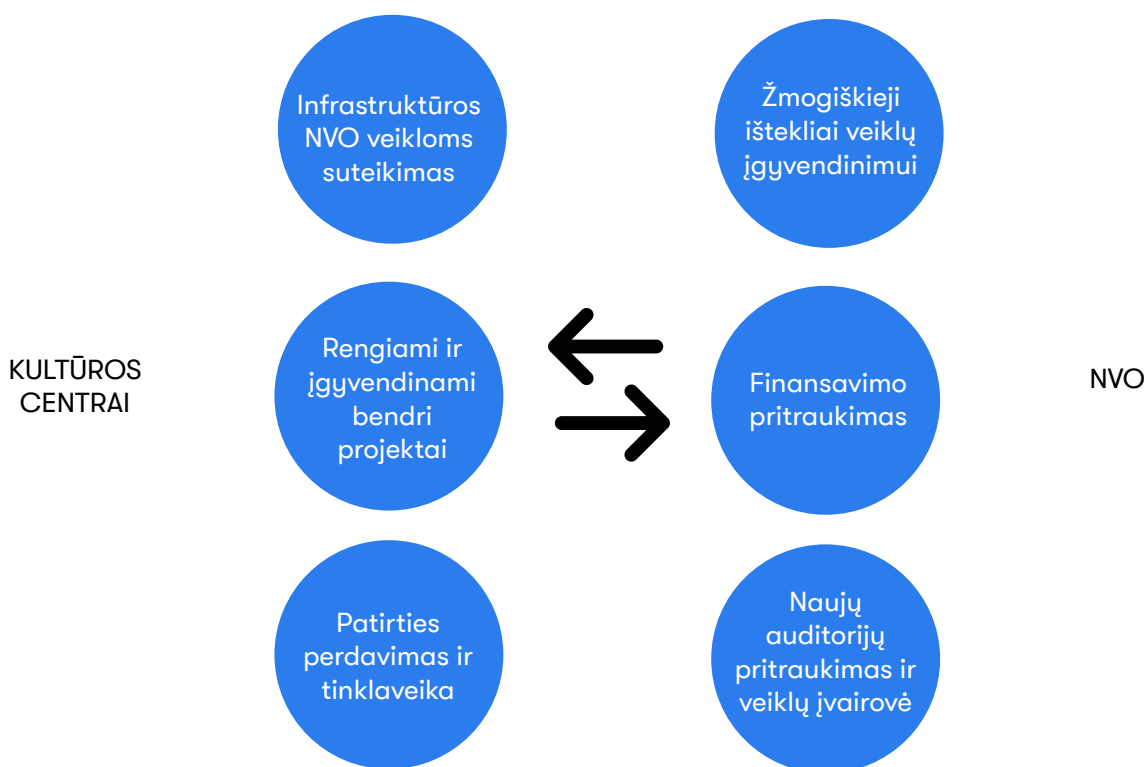 Infrastruktūros
NVO veikloms
suteikimas
Žmogiškieji
ištekliai veiklų
įgyvendinimui
KULTŪROS
CENTRAI
Rengiami ir
įgyvendinami
bendri
projektai
Finansavimo
pritraukimas
NVO
Patirties
perdavimas ir
tinklaveika
Naujų
auditorijų
pritraukimas ir
veiklų įvairovė